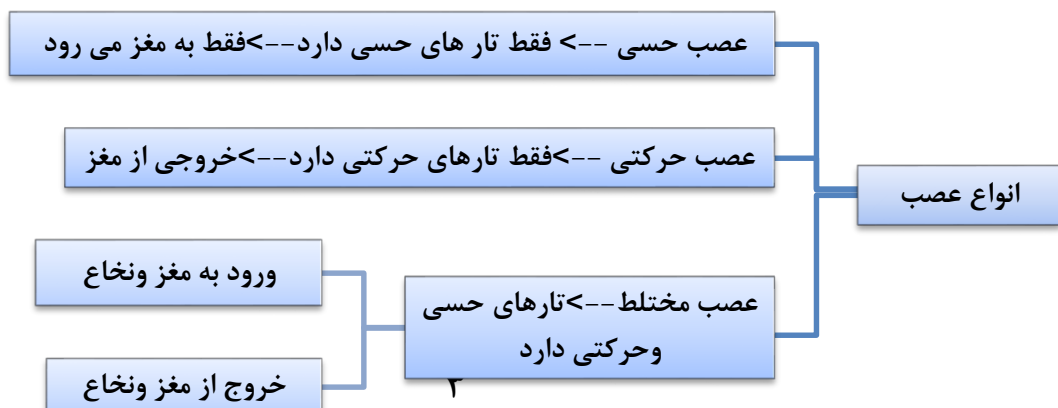 عصب حسی --> فقط تار های حسی دارد-->فقط به مغز می رود
عصب حرکتی -->فقط تارهای حرکتی دارد-->خروجی از مغز
انواع عصب
عصب مختلط-->تارهای حسی
وحرکتی دارد
ورود به مغز ونخاع
خروج از مغز ونخاع
۲